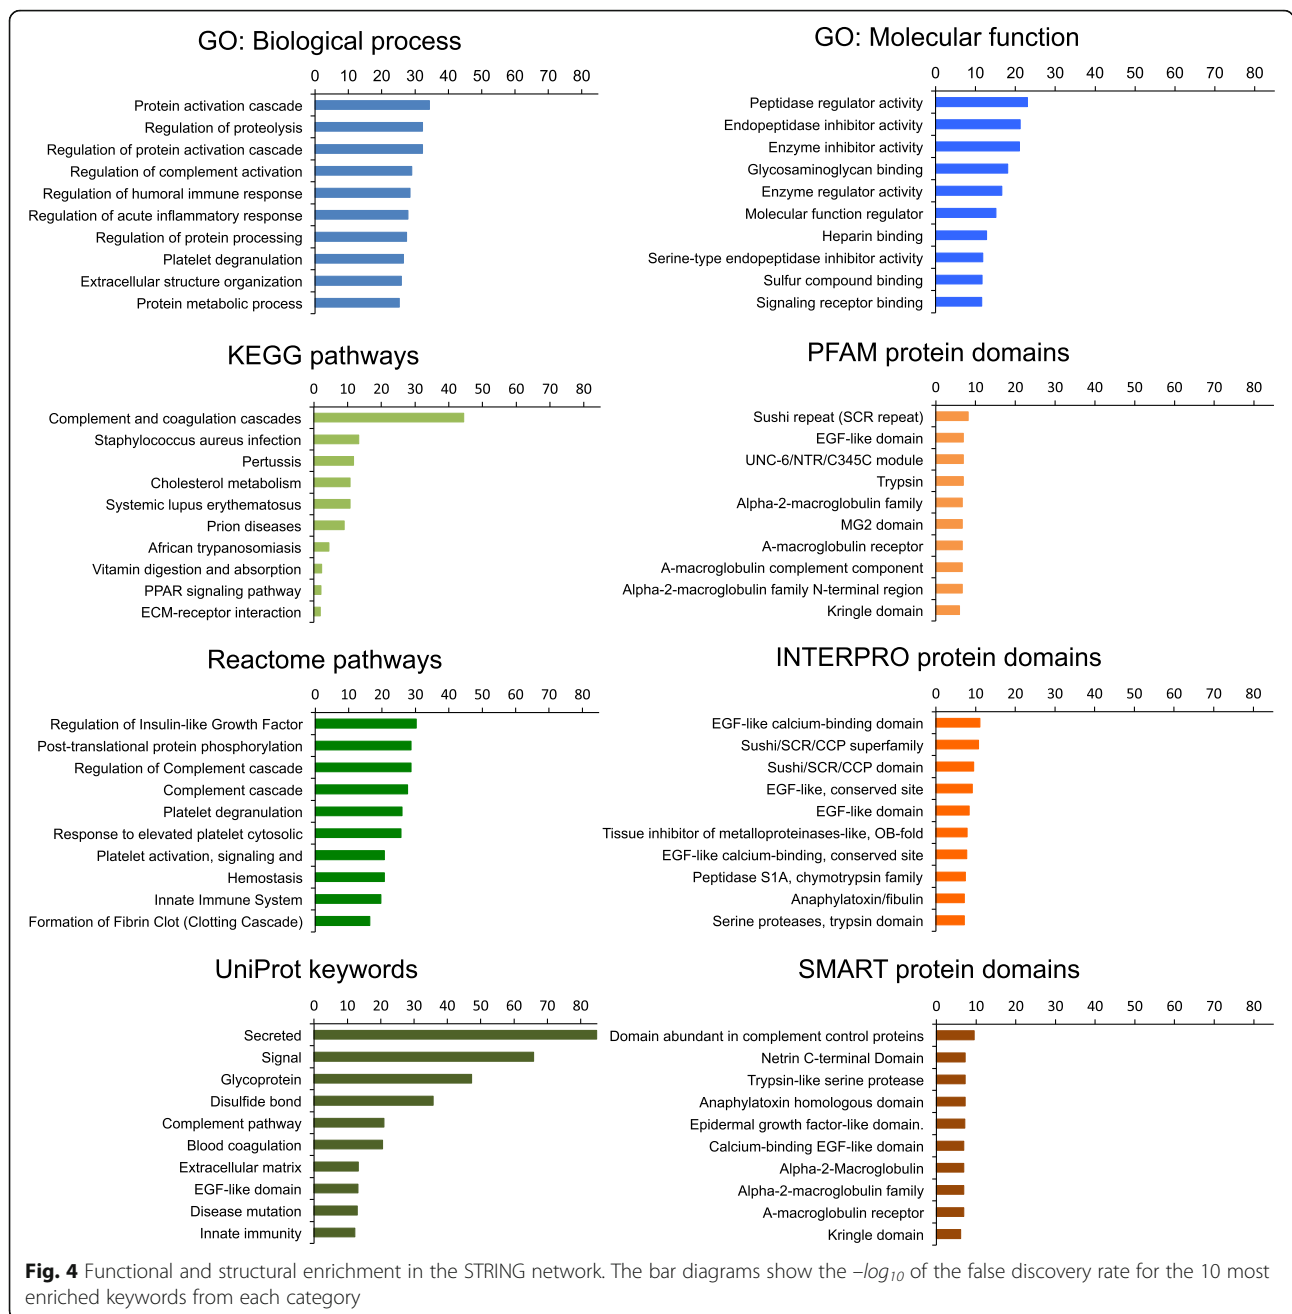 GO: Biological process
0 10 20 30 40 50 60 70 80
Protein activation cascade
Regulation of proteolysis
Regulation of protein activation cascade
Regulation of complement activation
Regulation of humoral immune response
Regulation of acute inflammatory response
Regulation of protein processing
Platelet degranulation
Extracellular structure organization
Protein metabolic process
GO: Molecular function
0 10 20 30 40 50 60 70 80
Peptidase regulator activity
Endopeptidase inhibitor activity
Enzyme inhibitor activity
Glycosaminoglycan binding
Enzyme regulator activity
Molecular function regulator
Heparin binding
Serine-type endopeptidase inhibitor activity
Sulfur compound binding
Signaling receptor binding
KEGG pathways
0 10 20 30 40 50 60 70 80
Complement and coagulation cascades
Staphylococcus aureus infection
Pertussis
Cholesterol metabolism
Systemic lupus erythematosus
Prion diseases
African trypanosomiasis
Vitamin digestion and absorption
PPAR signaling pathway
ECM-receptor interaction
PFAM protein domains
0 10 20 30 40 50 60 70 80
Sushi repeat (SCR repeat)
EGF-like domain
UNC-6/NTR/C345C module
Trypsin
Alpha-2-macroglobulin family
MG2 domain
A-macroglobulin receptor
A-macroglobulin complement component
Alpha-2-macroglobulin family N-terminal region
Kringle domain
Reactome pathways
0 10 20 30 40 50 60 70 80
Regulation of Insulin-like Growth Factor
Post-translational protein phosphorylation
Regulation of Complement cascade
Complement cascade
Platelet degranulation
Response to elevated platelet cytosolic
Platelet activation, signaling and
Hemostasis
Innate Immune System
Formation of Fibrin Clot (Clotting Cascade)
INTERPRO protein domains
0 10 20 30 40 50 60 70 80
EGF-like calcium-binding domain
Sushi/SCR/CCP superfamily
Sushi/SCR/CCP domain
EGF-like, conserved site
EGF-like domain
Tissue inhibitor of metalloproteinases-like, OB-fold
EGF-like calcium-binding, conserved site
Peptidase S1A, chymotrypsin family
Anaphylatoxin/fibulin
Serine proteases, trypsin domain
UniProt keywords
0 10 20 30 40 50 60 70 80
Secreted
Signal
Glycoprotein
Disulfide bond
Complement pathway
Blood coagulation
Extracellular matrix
EGF-like domain
Disease mutation
Innate immunity
SMART protein domains
0 10 20 30 40 50 60 70 80
Domain abundant in complement control proteins
Netrin C-terminal Domain
Trypsin-like serine protease
Anaphylatoxin homologous domain
Epidermal growth factor-like domain.
Calcium-binding EGF-like domain
Alpha-2-Macroglobulin
Alpha-2-macroglobulin family
A-macroglobulin receptor
Kringle domain
Fig. 4 Functional and structural enrichment in the STRING network. The bar diagrams show the –log10 of the false discovery rate for the 10 most
enriched keywords from each category